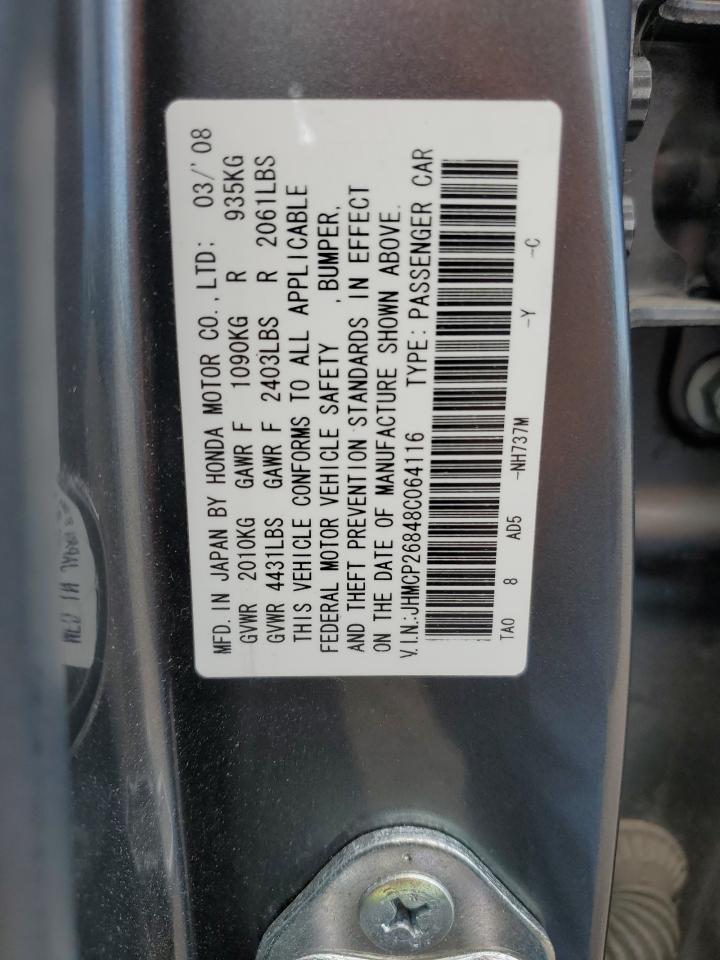 MFD. IN JAPAN BY HONDA MOTOR CO., LTD: 03/'08
GVWR 2010KG GAWR F 1090KG R 935KG
GVWR 4431LBS GAWR F 2403LBS R 2061LBS
THIS VEHICLE CONFORMS TO ALL APPLICABLE
FEDERAL MOTOR VEHICLE SAFETY , BUMPER,
AND THEFT PREVENTION STANDARDS IN EFFECT
ON THE DATE OF MANUFACTURE SHOWN ABOVE.
V.I.N.:JHMCP26848C064116 TYPE: PASSENGER CAR
TA0 8 AD5 -NH737M -Y -C